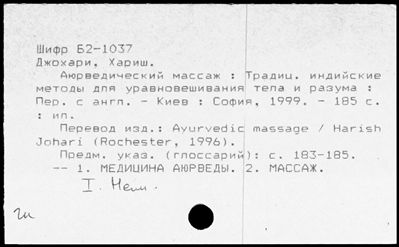 Шифр Б2-1037
Джохари, Хариш.
Аюрведический массаж : Традиц. индийские
методы для уравновешивания тела и разума :
Пер. с англ. - Киев : София, 1999. - 185 с.
: ил.
Перевод изд.: Ayurvedic massage / Harish
Johari (Rochester, 1996).
Предм. указ. (глоссарий): с. 183-185.
-- 1. МЕДИЦИНА АЮРВЕДЫ. 2. МАССАЖ.
I.